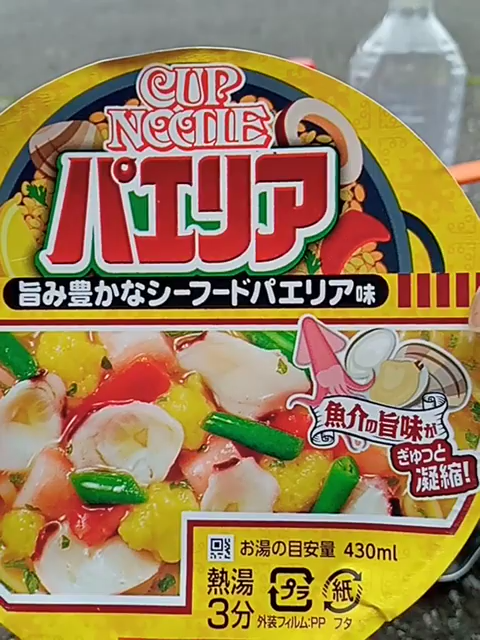 CUP
NOODLE
パエリア
旨み豊かなシーフードパエリア味
魚介の旨味が
ぎゅっと
凝縮!
お湯の目安量 430ml
熱湯
3分
プラ
外装フィルム:PP
紙
フタ